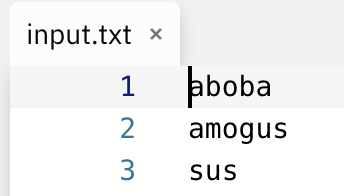 input.txt ×
1 aboba
2 amogus
3 sus